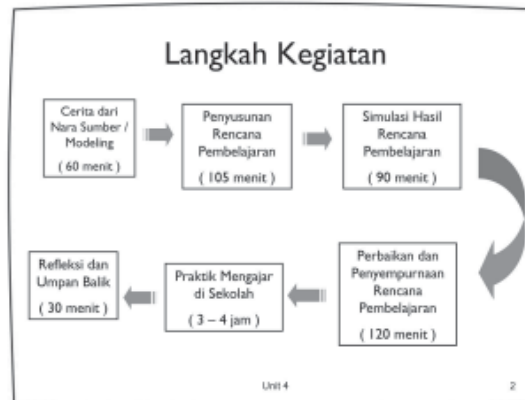 Langkah Kegiatan
Cerita dari
Nara Sumber /
Modeling
( 60 menit )
Penyusunan
Rencana
Pembelajaran
( 105 menit )
Simulasi Hasil
Rencana
Pembelajaran
( 90 menit )
Perbaikan dan
Penyempurnaan
Rencana
Pembelajaran
( 120 menit )
Praktik Mengajar
di Sekolah
( 3 – 4 jam )
Refleksi dan
Umpan Balik
( 30 menit )
Unit 4
2